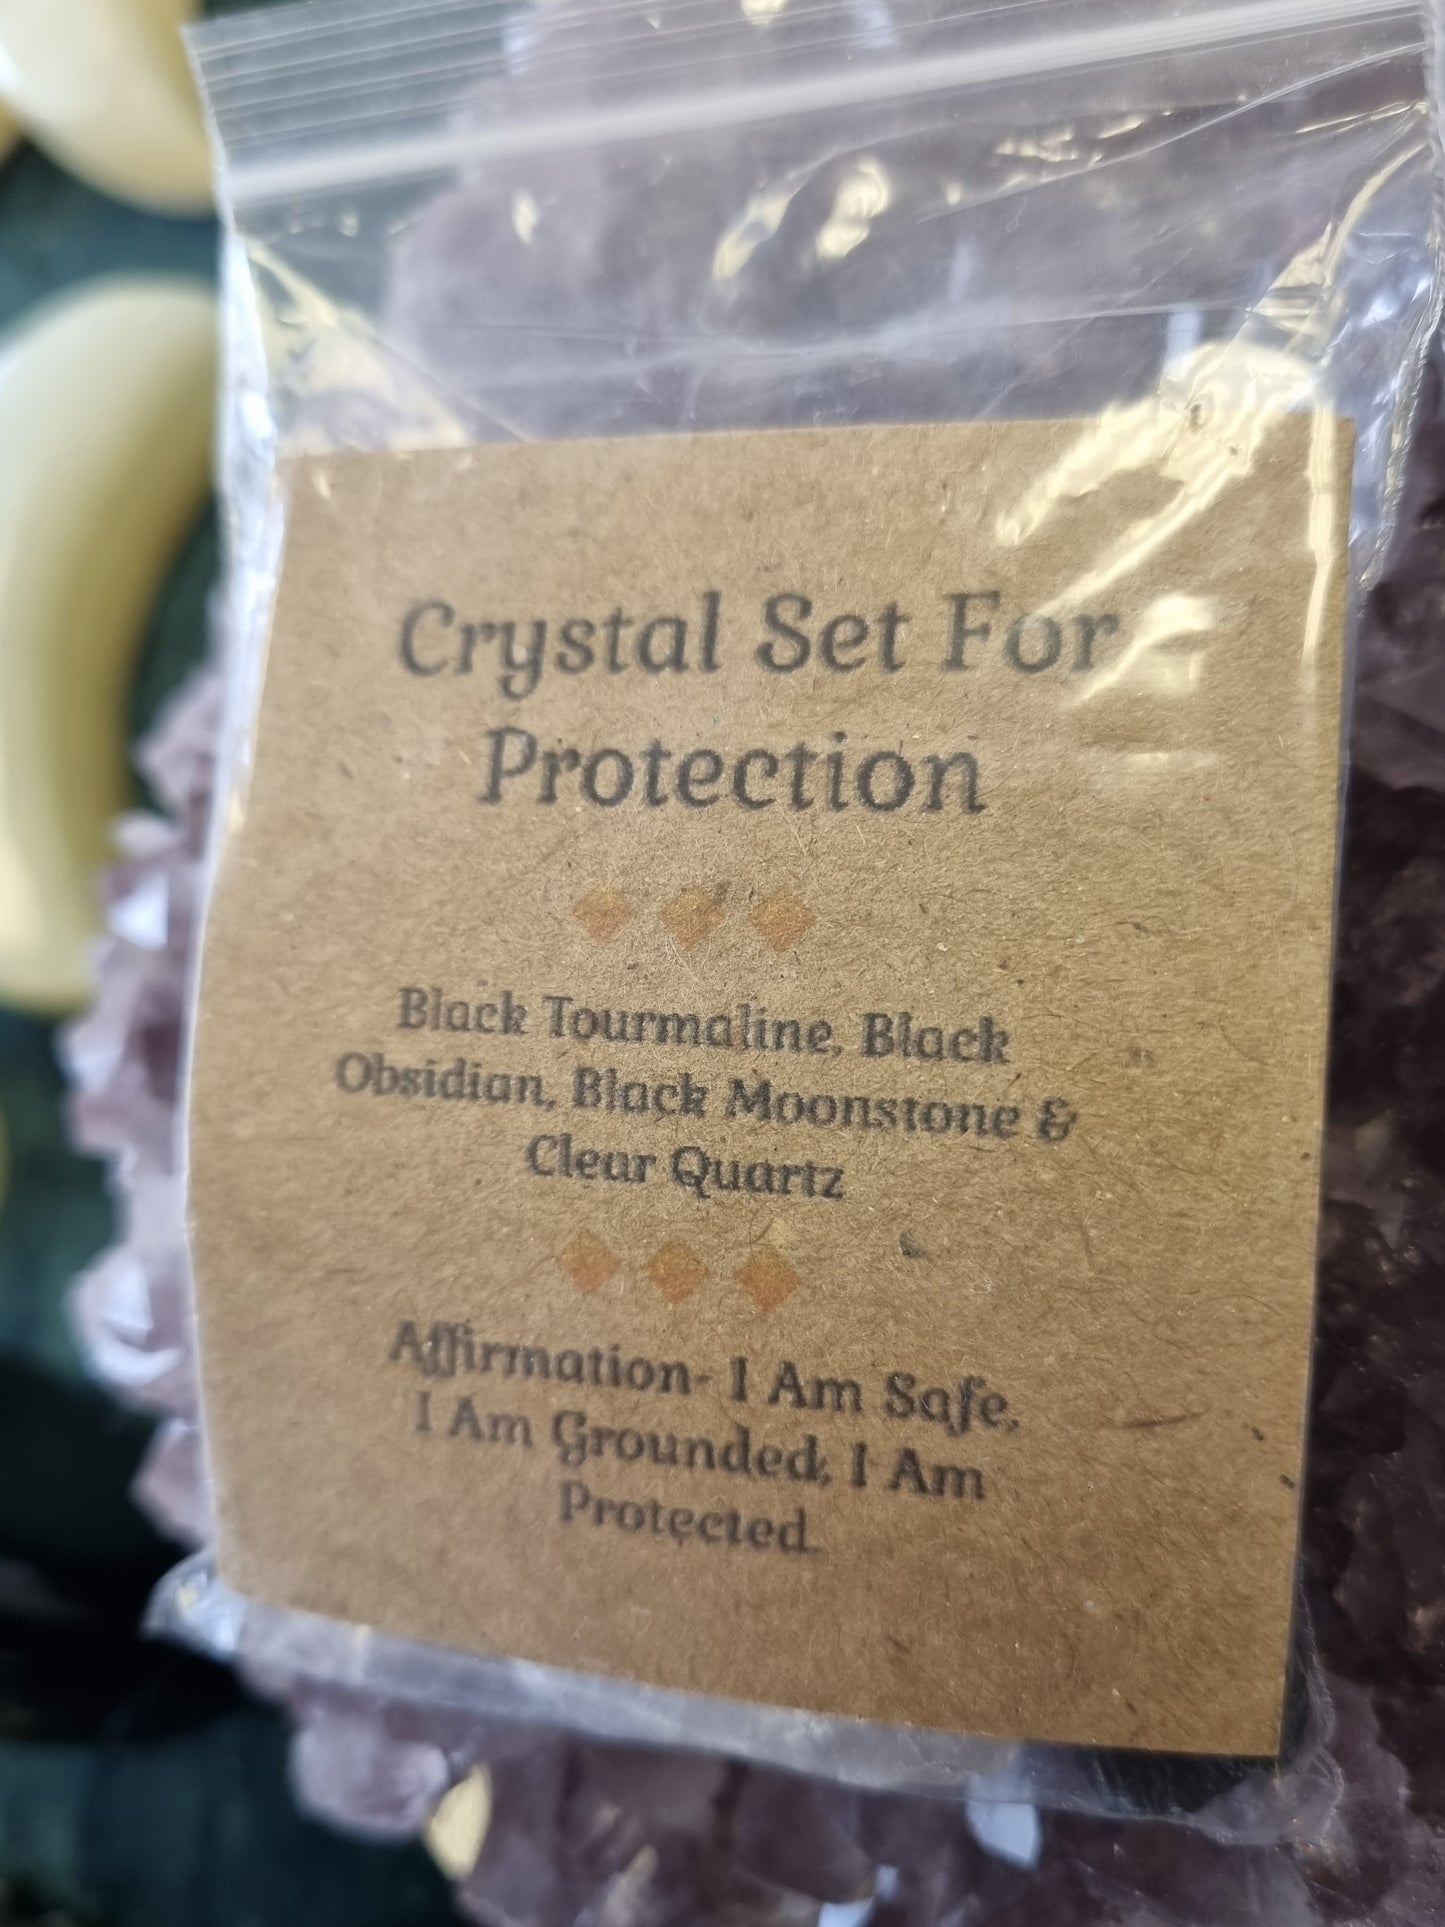 Crystal Set For
Protection
Black Tourmaline, Black
Obsidian, Black Moonstone &
Clear Quartz
Affirmation- I Am Safe,
I Am Grounded, I Am
Protected.